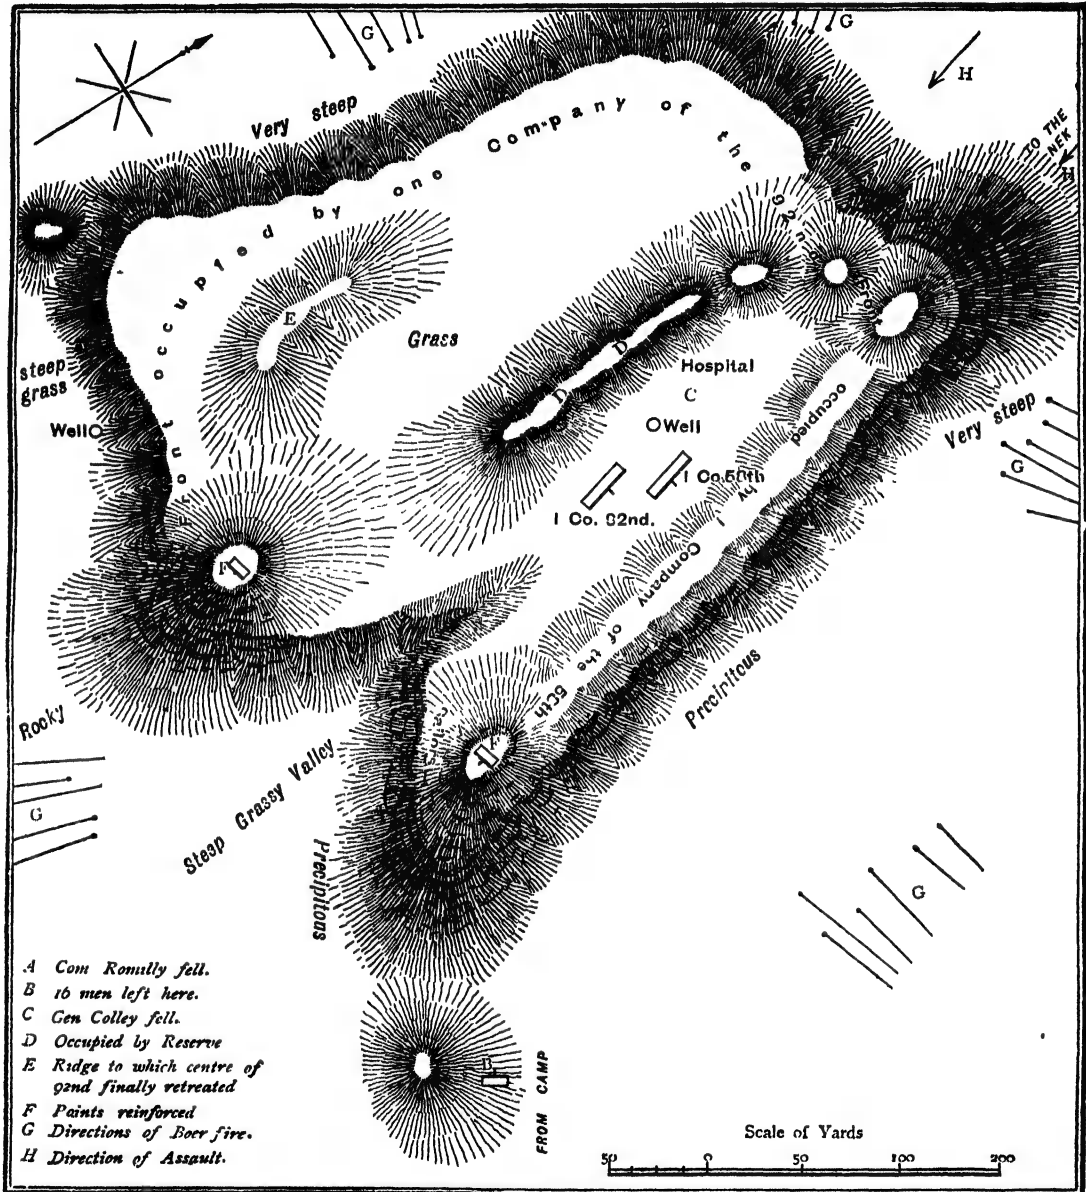 G
G
H
TO THE
NEK
H
Very steep
Front occupied by one Company of the 92nd
E
Grass
D
D
steep
grass
Well
Hospital
C
Well
1 Co. 58th
1 Co. 92nd.
Very steep
G
occupied by 1 Company of the 58th
F
F
F
Rocky
G
Steep Grassy Valley
Precipitous
Precipitous
G
B
FROM CAMP
A Com Romilly fell.
B 16 men left here.
C Gen Colley fell.
D Occupied by Reserve
E Ridge to which centre of
92nd finally retreated
F Points reinforced
G Directions of Boer fire.
H Direction of Assault.
Scale of Yards
50 0 50 100 200